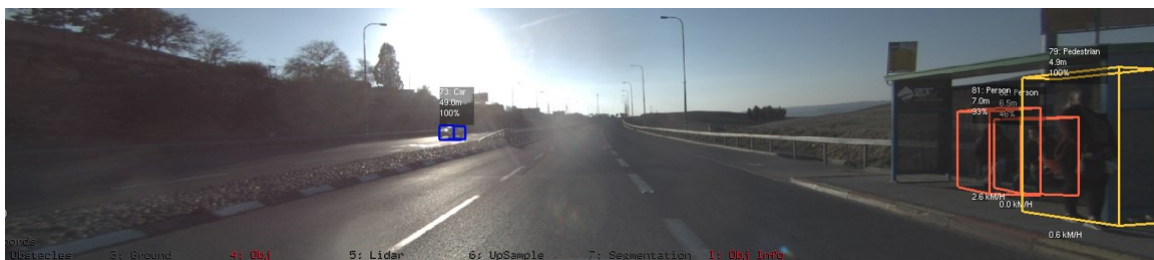 79: Pedestrian
4.9m
100%
73: Car
49.0m
100%
81: Person
7.0m
93%
Person
6.5m
46%
2.6 kM/H
0.0 kM/H
0.6 kM/H
Obstacles 3: Ground 4: Obj 5: Lidar 6: UpSample 7: Segmentation I: Obj Info